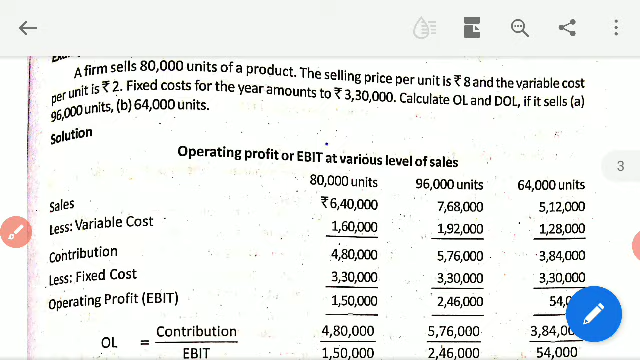 A firm sells 80,000 units of a product. The selling price per unit is ₹ 8 and the variable cost
per unit is ₹ 2. Fixed costs for the year amounts to ₹ 3,30,000. Calculate OL and DOL, if it sells (a)
96,000 units, (b) 64,000 units.
Solution
Operating profit or EBIT at various level of sales
3
80,000 units 96,000 units 64,000 units
Sales ₹6,40,000 7,68,000 5,12,000
Less: Variable Cost 1,60,000 1,92,000 1,28,000
Contribution 4,80,000 5,76,000 3,84,000
Less: Fixed Cost 3,30,000 3,30,000 3,30,000
Operating Profit (EBIT) 1,50,000 2,46,000
OL = Contribution 4,80,000 5,76,000
EBIT 1,50,000 2,46,000 54,000